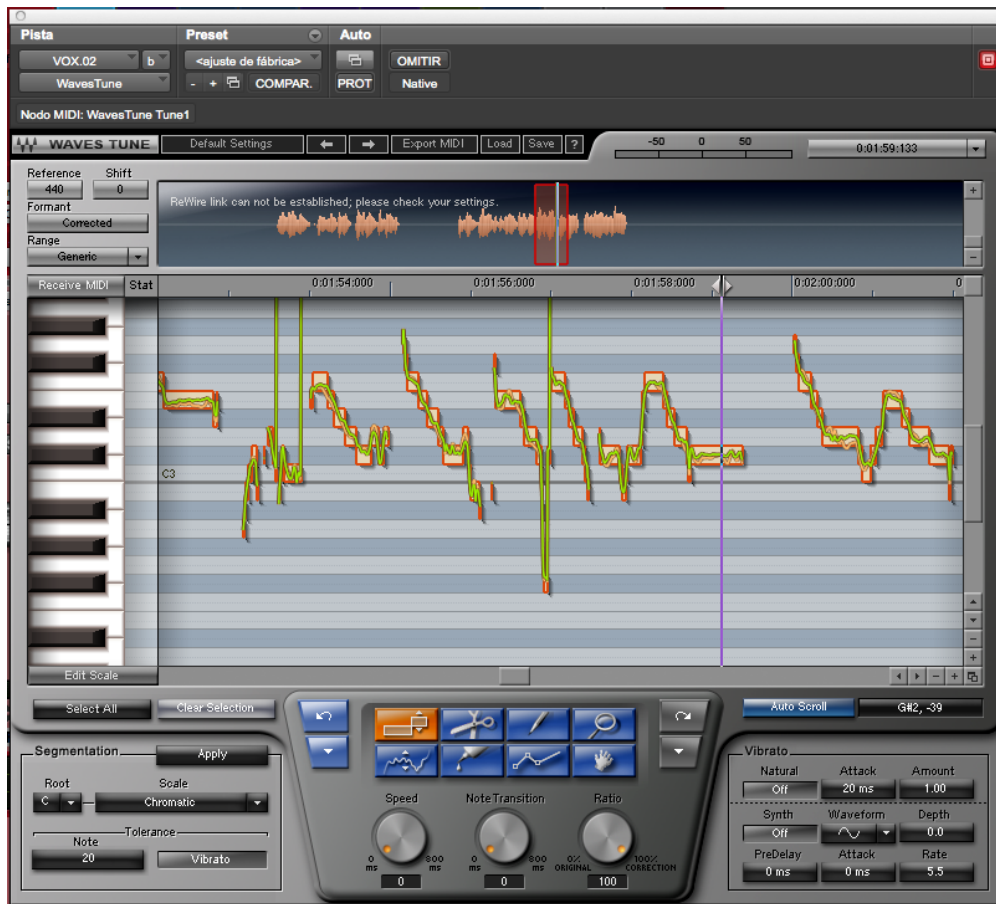 Pista Preset Auto
VOX.02 b <ajuste de fábrica> OMITIR
WavesTune - + COMPAR. PROT Native
Nodo MIDI: WavesTune Tune1
WAVES TUNE Default Settings Export MIDI Load Save ? -50 0 50 0:01:59:133
Reference Shift
440 0
Formant
Corrected
Range
Generic
ReWire link can not be established; please check your settings.
Receive MIDI Stat 0:01:54:000 0:01:56:000 0:01:58:000 0:02:00:000 0
C3
Edit Scale
Select All Clear Selection Auto Scroll G#2, -39
Segmentation Apply
Root Scale
C Chromatic
Tolerance
Note
20 Vibrato
Speed Note Transition Ratio
0 ms 800 ms 0 ms 800 ms 0% ORIGINAL 100% CORRECTION
0 0 100
Vibrato
Natural Attack Amount
Off 20 ms 1.00
Synth Waveform Depth
Off 0.0
PreDelay Attack Rate
0 ms 0 ms 5.5